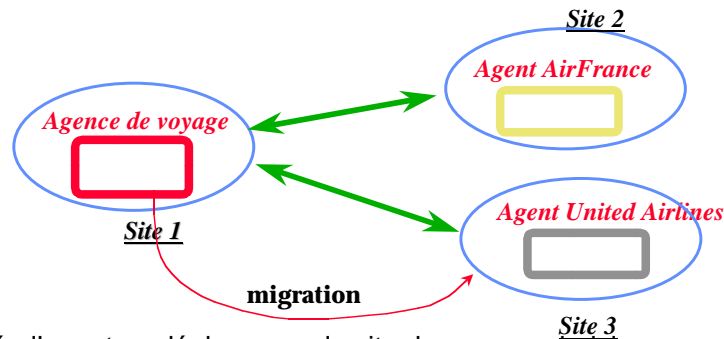 Site 2
Agent AirFrance
Agence de voyage
Agent United Airlines
Site 1
migration
Site 3